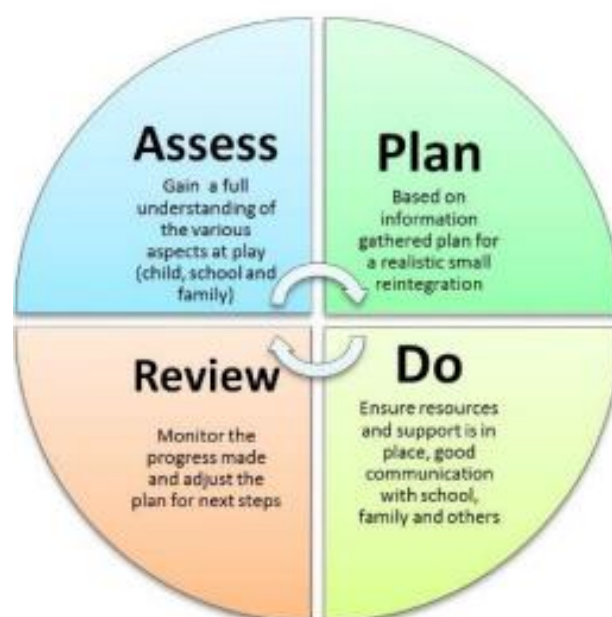 Assess
Gain a full
understanding of
the various
aspects at play
(child, school and
family)
Plan
Based on
information
gathered plan for
a realistic small
reintegration
Do
Ensure resources
and support is in
place, good
communication
with school,
family and others
Review
Monitor the
progress made
and adjust the
plan for next steps